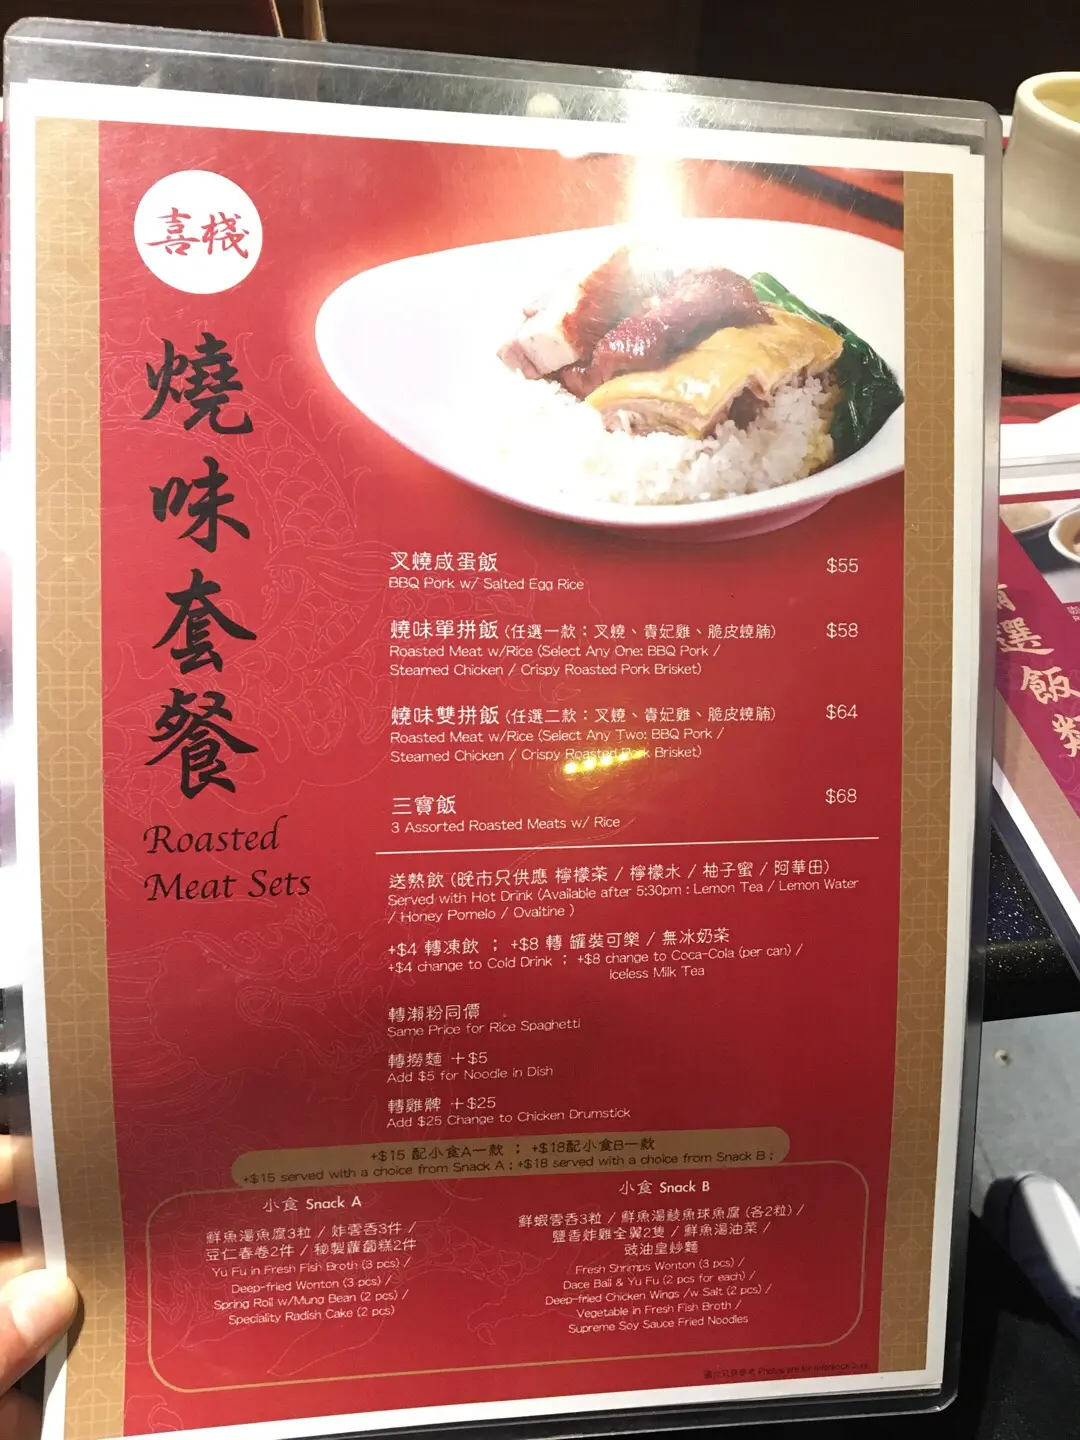 喜棧
燒味套餐
Roasted
Meat Sets
叉燒咸蛋飯 $55
BBQ Pork w/ Salted Egg Rice
燒味單拼飯 (任選一款：叉燒、貴妃雞、脆皮燒腩) $58
Roasted Meat w/Rice (Select Any One: BBQ Pork /
Steamed Chicken / Crispy Roasted Pork Brisket)
燒味雙拼飯 (任選二款：叉燒、貴妃雞、脆皮燒腩) $64
Roasted Meat w/Rice (Select Any Two: BBQ Pork /
Steamed Chicken / Crispy Roasted Pork Brisket)
三寶飯 $68
3 Assorted Roasted Meats w/ Rice
送熱飲 (晚市只供應 檸檬茶 / 檸檬水 / 柚子蜜 / 阿華田)
Served with Hot Drink (Available after 5:30pm : Lemon Tea / Lemon Water
/ Honey Pomelo / Ovaltine )
+$4 轉凍飲 ； +$8 轉 罐裝可樂 / 無冰奶茶
+$4 change to Cold Drink ； +$8 change to Coca-Cola (per can) /
iceless Milk Tea
轉瀨粉同價
Same Price for Rice Spaghetti
轉撈麵 +$5
Add $5 for Noodle in Dish
轉雞髀 +$25
Add $25 Change to Chicken Drumstick
+$15 配小食A一款 ； +$18配小食B一款
+$15 served with a choice from Snack A ; +$18 served with a choice from Snack B ;
小食 Snack A
鮮魚湯魚腐3粒 / 炸雲吞3件 /
豆仁春卷2件 / 秘製蘿蔔糕2件
Yu Fu in Fresh Fish Broth (3 pcs) /
Deep-fried Wonton (3 pcs) /
Spring Roll w/Mung Bean (2 pcs) /
Speciality Radish Cake (2 pcs)
小食 Snack B
鮮蝦雲吞3粒 / 鮮魚湯鯪魚球魚腐 (各2粒) /
鹽香炸雞全翼2隻 / 鮮魚湯油菜 /
豉油皇炒麵
Fresh Shrimps Wonton (3 pcs) /
Dace Ball & Yu Fu (2 pcs for each) /
Deep-fried Chicken Wings /w Salt (2 pcs) /
Vegetable in Fresh Fish Broth /
Supreme Soy Sauce Fried Noodles
Photos are for reference only
選飯類